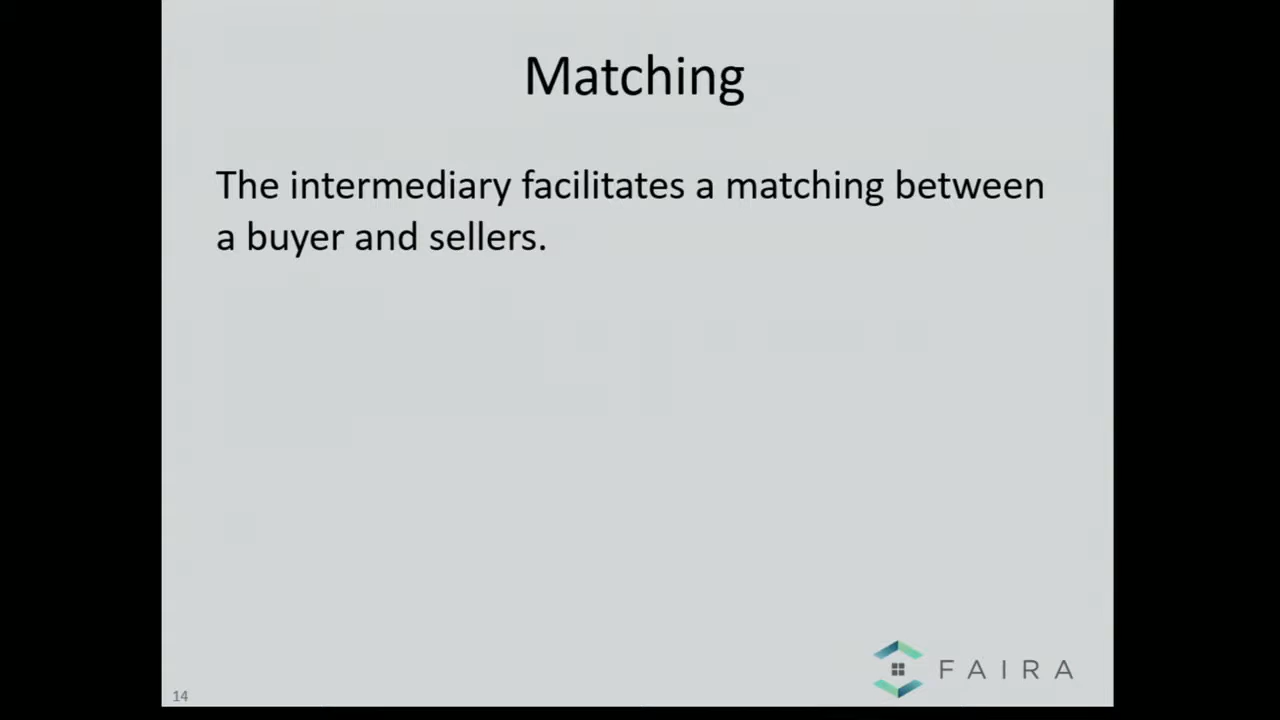 Matching
The intermediary facilitates a matching between
a buyer and sellers.
FAIRA
14